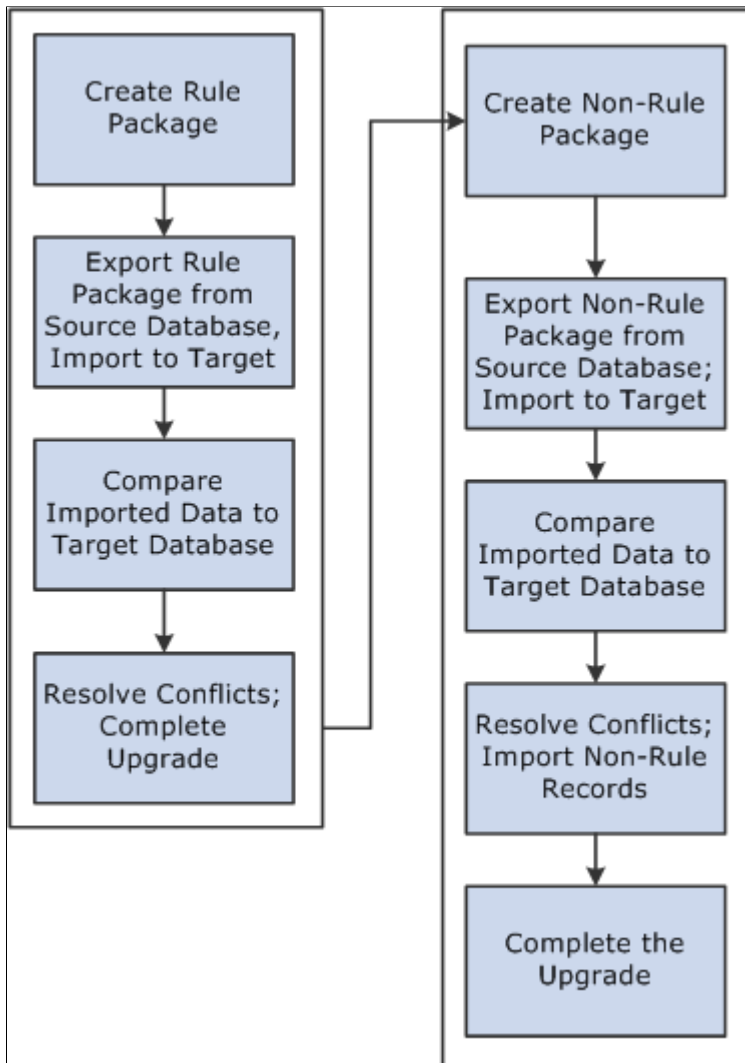 Create Rule
Package
Export Rule
Package from
Source Database,
Import to Target
Compare
Imported Data to
Target Database
Resolve Conflicts;
Complete
Upgrade
Create Non-Rule
Package
Export Non-Rule
Package from
Source Database;
Import to Target
Compare
Imported Data to
Target Database
Resolve Conflicts;
Import Non-Rule
Records
Complete the
Upgrade